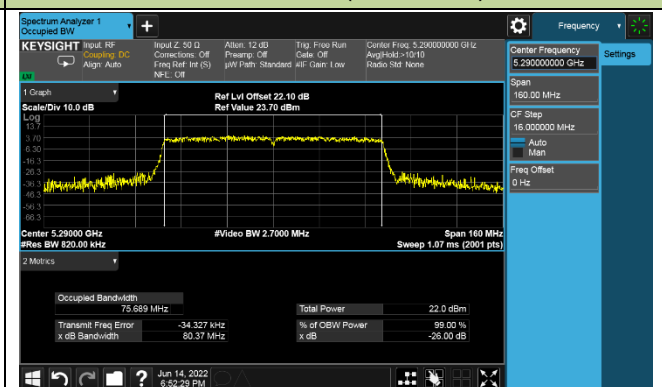 Spectrum Analyzer 1
Occupied BW
+
Frequency
KEYSIGHT
Input: RF
Coupling: DC
Align: Auto
Input Z: 50 Ω
Corrections: Off
Freq Ref: Int (S)
NFE: Off
Atten: 12 dB
Preamp: Off
µW Path: Standard
Trig: Free Run
Gate: Off
#IF Gain: Low
Center Freq: 5.290000000 GHz
Avg|Hold:>10/10
Radio Std: None
1 Graph
Scale/Div 10.0 dB
Ref Lvl Offset 22.10 dB
Ref Value 23.70 dBm
Log
13.7
3.70
-6.30
-16.3
-26.3
-36.3
-46.3
-56.3
-66.3
Center 5.29000 GHz
#Res BW 820.00 kHz
#Video BW 2.7000 MHz
Span 160 MHz
Sweep 1.07 ms (2001 pts)
2 Metrics
Occupied Bandwidth
75.689 MHz
Total Power 22.0 dBm
Transmit Freq Error -34.327 kHz
% of OBW Power 99.00 %
x dB Bandwidth 80.37 MHz
x dB -26.00 dB
Center Frequency
5.290000000 GHz
Settings
Span
160.00 MHz
CF Step
16.000000 MHz
Auto
Man
Freq Offset
0 Hz
?
Jun 14, 2022
6:52:29 PM